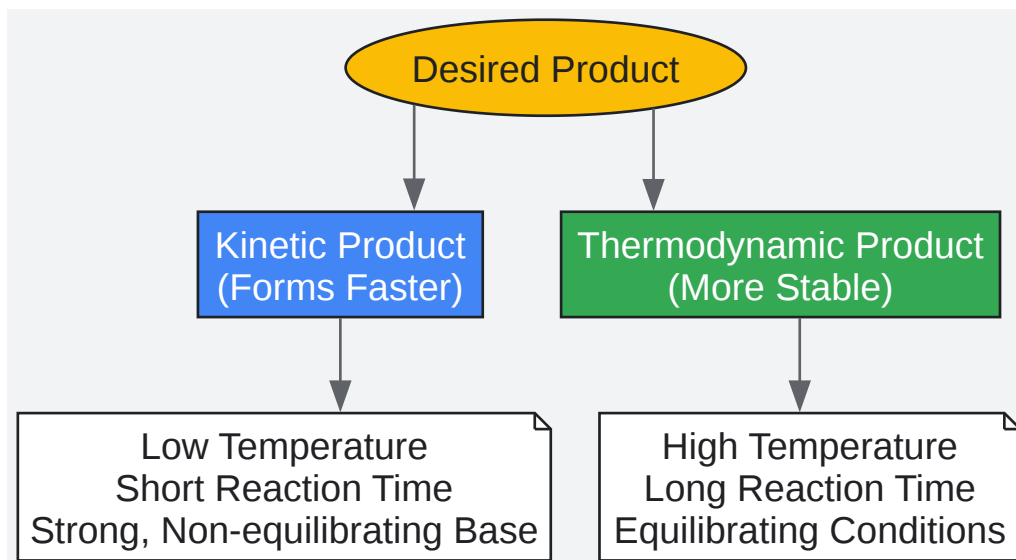 Desired Product
Kinetic Product
(Forms Faster)
Thermodynamic Product
(More Stable)
Low Temperature
Short Reaction Time
Strong, Non-equilibrating Base
High Temperature
Long Reaction Time
Equilibrating Conditions